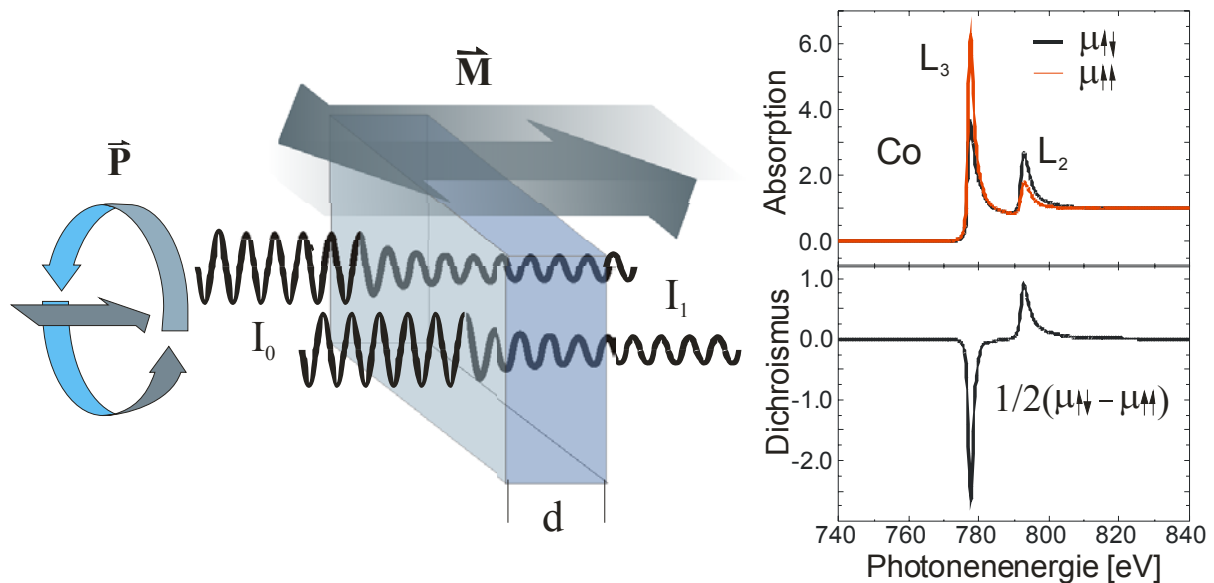 P⃗
M⃗
I₀
I₁
d
Absorption
6.0
4.0
2.0
0.0
L₃
L₂
Co
μ↑↓
μ↑↑
Dichroismus
1.0
0.0
-1.0
-2.0
1/2(μ↑↓ – μ↑↑)
740
760
780
800
820
840
Photonenenergie [eV]